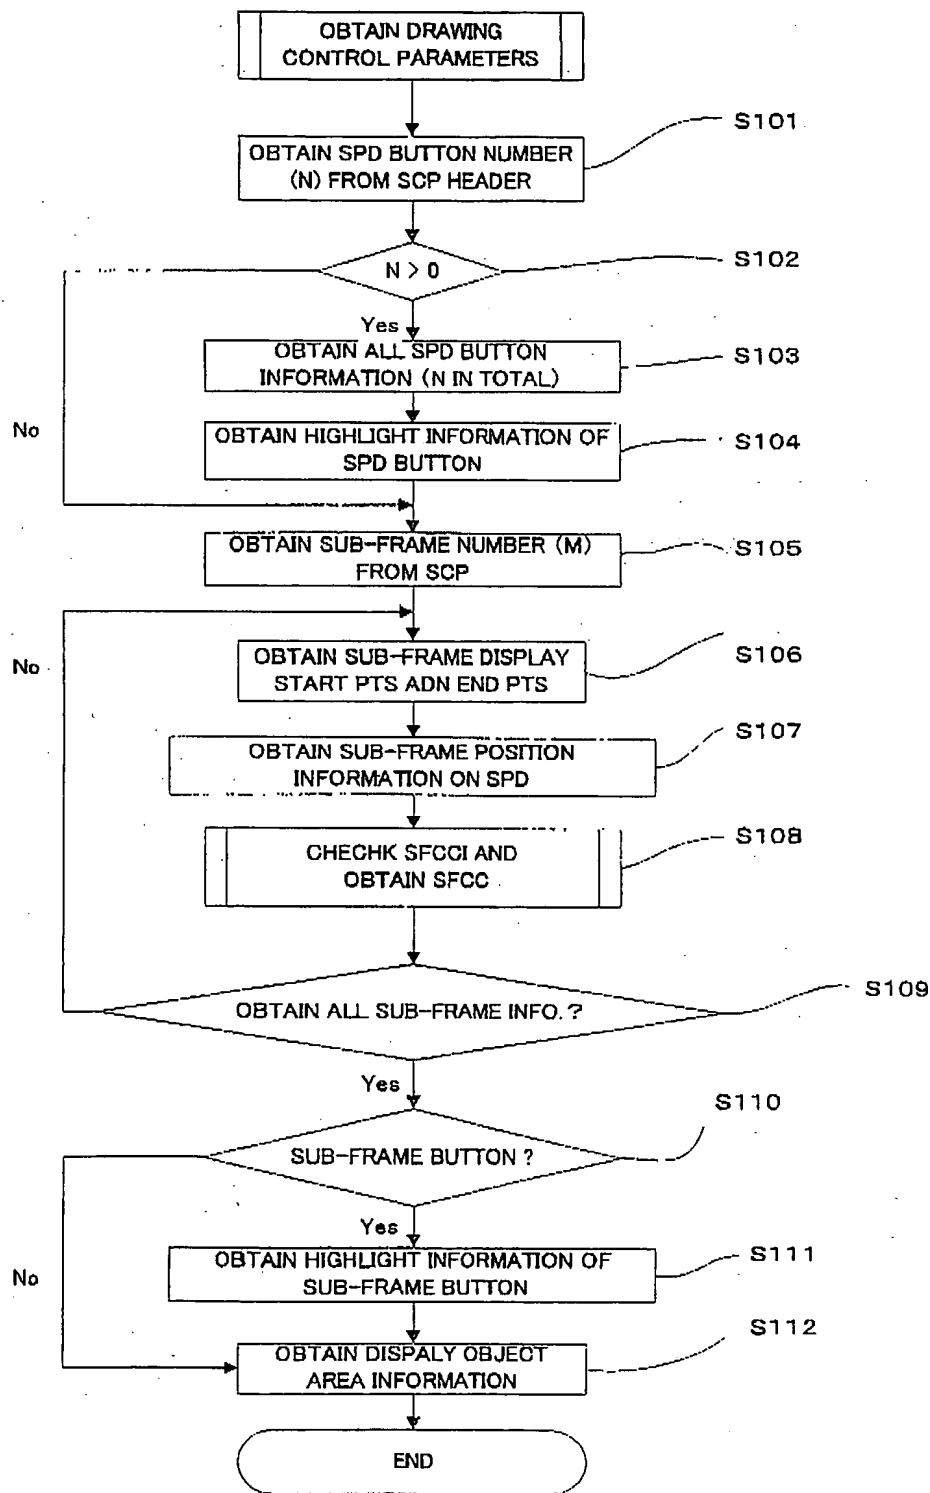 OBTAIN DRAWING
CONTROL PARAMETERS
S101
OBTAIN SPD BUTTON NUMBER
(N) FROM SCP HEADER
S102
N > 0
Yes
S103
OBTAIN ALL SPD BUTTON
INFORMATION (N IN TOTAL)
No
S104
OBTAIN HIGHLIGHT INFORMATION OF
SPD BUTTON
S105
OBTAIN SUB-FRAME NUMBER (M)
FROM SCP
No
S106
OBTAIN SUB-FRAME DISPLAY
START PTS ADN END PTS
S107
OBTAIN SUB-FRAME POSITION
INFORMATION ON SPD
S108
CHECHK SFCCI AND
OBTAIN SFCC
S109
OBTAIN ALL SUB-FRAME INFO. ?
Yes
S110
SUB-FRAME BUTTON ?
Yes
S111
OBTAIN HIGHLIGHT INFORMATION OF
SUB-FRAME BUTTON
No
S112
OBTAIN DISPALY OBJECT
AREA INFORMATION
END